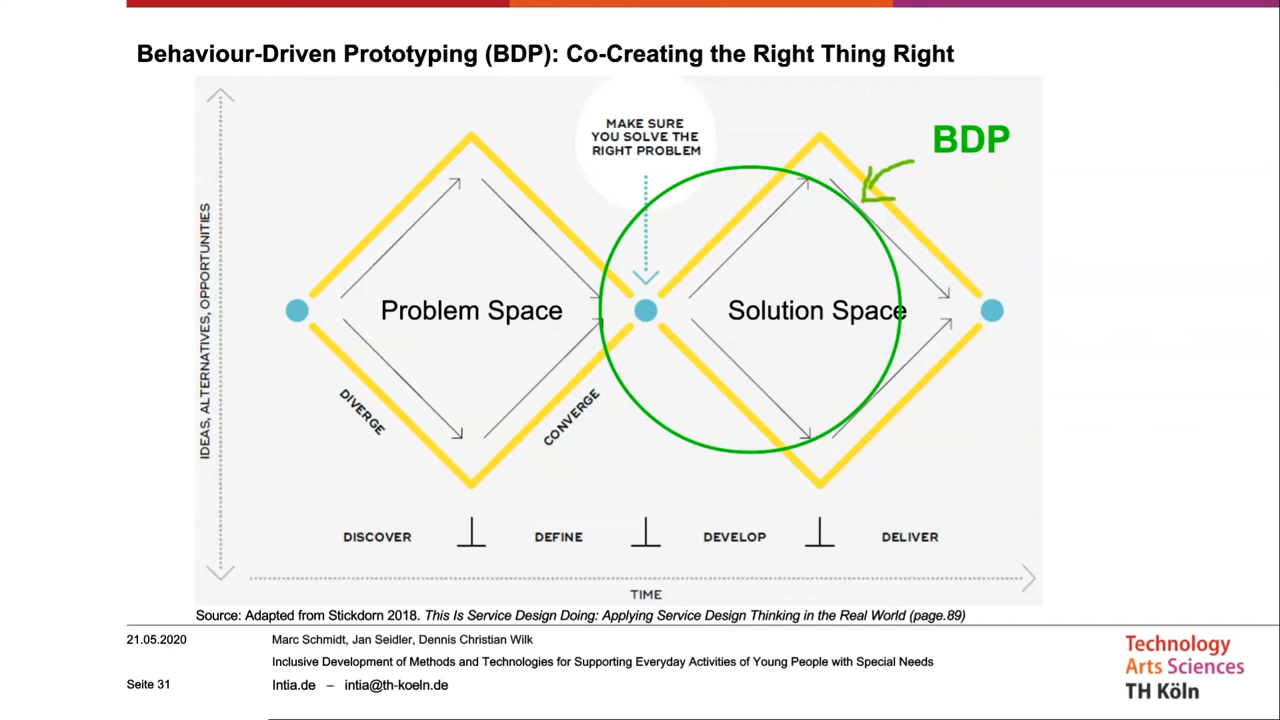 Behaviour-Driven Prototyping (BDP): Co-Creating the Right Thing Right
MAKE SURE
YOU SOLVE THE
RIGHT PROBLEM
BDP
IDEAS, ALTERNATIVES, OPPORTUNITIES
Problem Space
Solution Space
DIVERGE
CONVERGE
DISCOVER
DEFINE
DEVELOP
DELIVER
TIME
Source: Adapted from Stickdorn 2018. This Is Service Design Doing: Applying Service Design Thinking in the Real World (page.89)
21.05.2020
Marc Schmidt, Jan Seidler, Dennis Christian Wilk
Inclusive Development of Methods and Technologies for Supporting Everyday Activities of Young People with Special Needs
Seite 31
Intia.de – intia@th-koeln.de
Technology
Arts Sciences
TH Köln